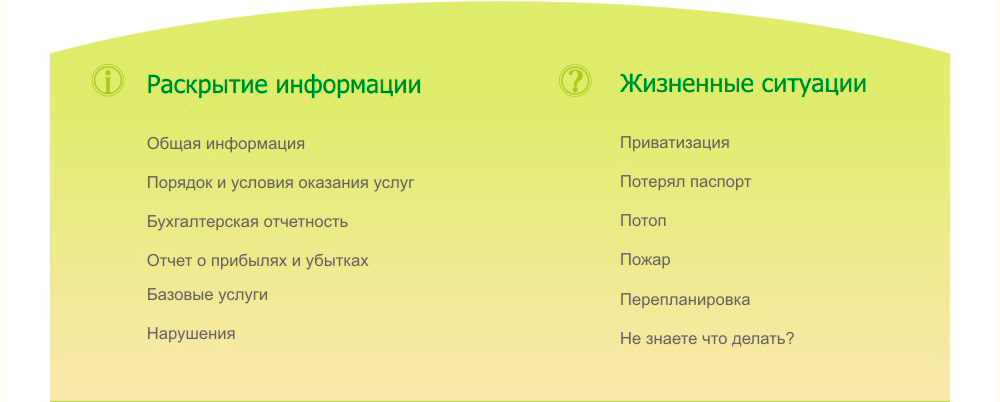 Раскрытие информации
Общая информация
Порядок и условия оказания услуг
Бухгалтерская отчетность
Отчет о прибылях и убытках
Базовые услуги
Нарушения
Жизненные ситуации
Приватизация
Потерял паспорт
Потоп
Пожар
Перепланировка
Не знаете что делать?